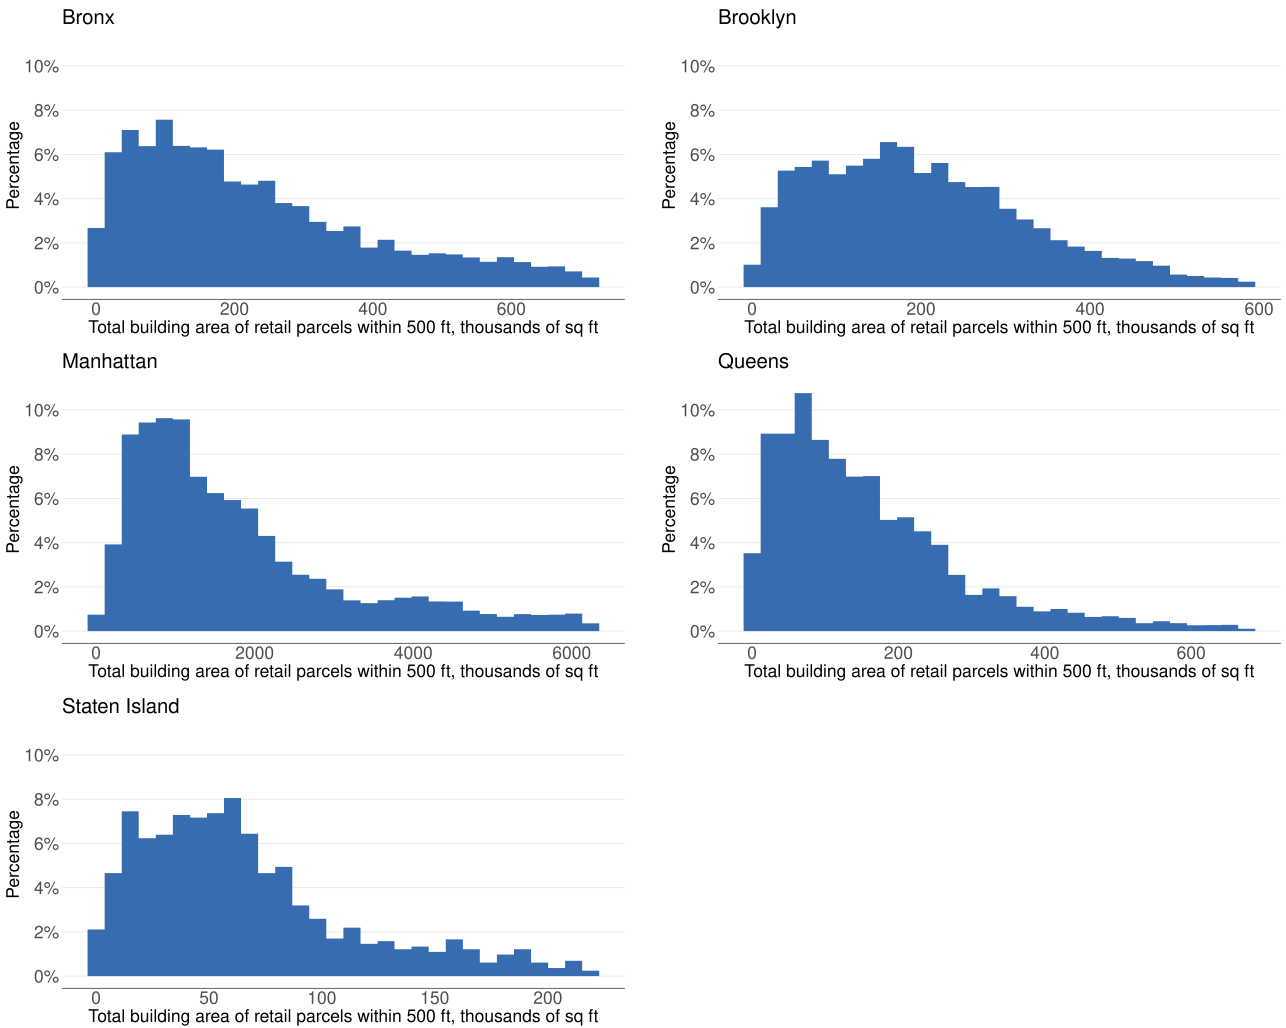 Bronx
10%
8%
6%
4%
2%
0%
Percentage
0 200 400 600
Total building area of retail parcels within 500 ft, thousands of sq ft
Brooklyn
10%
8%
6%
4%
2%
0%
Percentage
0 200 400 600
Total building area of retail parcels within 500 ft, thousands of sq ft
Manhattan
10%
8%
6%
4%
2%
0%
Percentage
0 2000 4000 6000
Total building area of retail parcels within 500 ft, thousands of sq ft
Queens
10%
8%
6%
4%
2%
0%
Percentage
0 200 400 600
Total building area of retail parcels within 500 ft, thousands of sq ft
Staten Island
10%
8%
6%
4%
2%
0%
Percentage
0 50 100 150 200
Total building area of retail parcels within 500 ft, thousands of sq ft